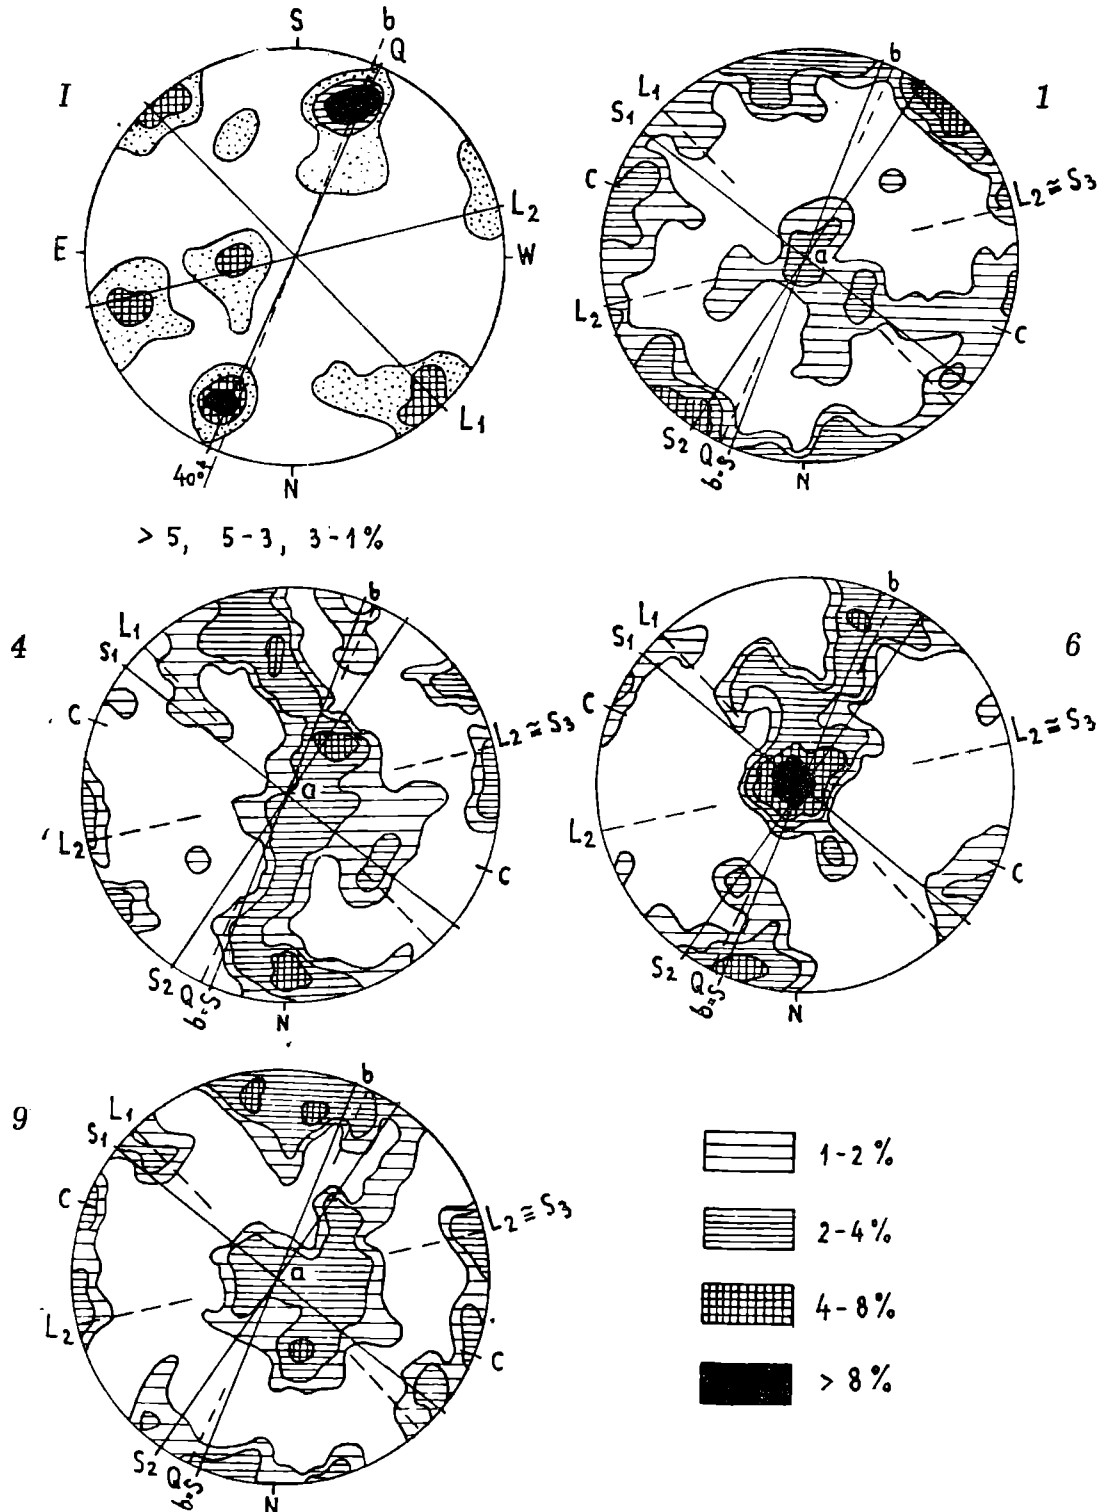 I
S
b
Q
L2
W
L1
N
40°
E
> 5, 5-3, 3-1%
1
b
L1
S1
C
L2 ≅ S3
a
L2
C
S2
Q
b=S
N
4
b
L1
S1
C
L2 ≅ S3
a
L2
C
S2
Q
b=S
N
6
b
L1
S1
C
L2 ≅ S3
L2
C
S2
Q
b=S
N
9
b
L1
S1
C
L2 ≅ S3
a
L2
C
S2
Q
b=S
N
1-2%
2-4%
4-8%
> 8%